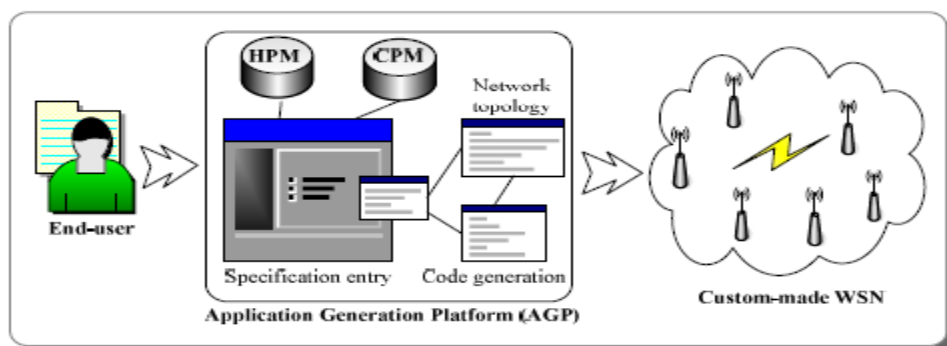 HPM
CPM
Network
topology
End-user
Specification entry
Code generation
Application Generation Platform (AGP)
Custom-made WSN